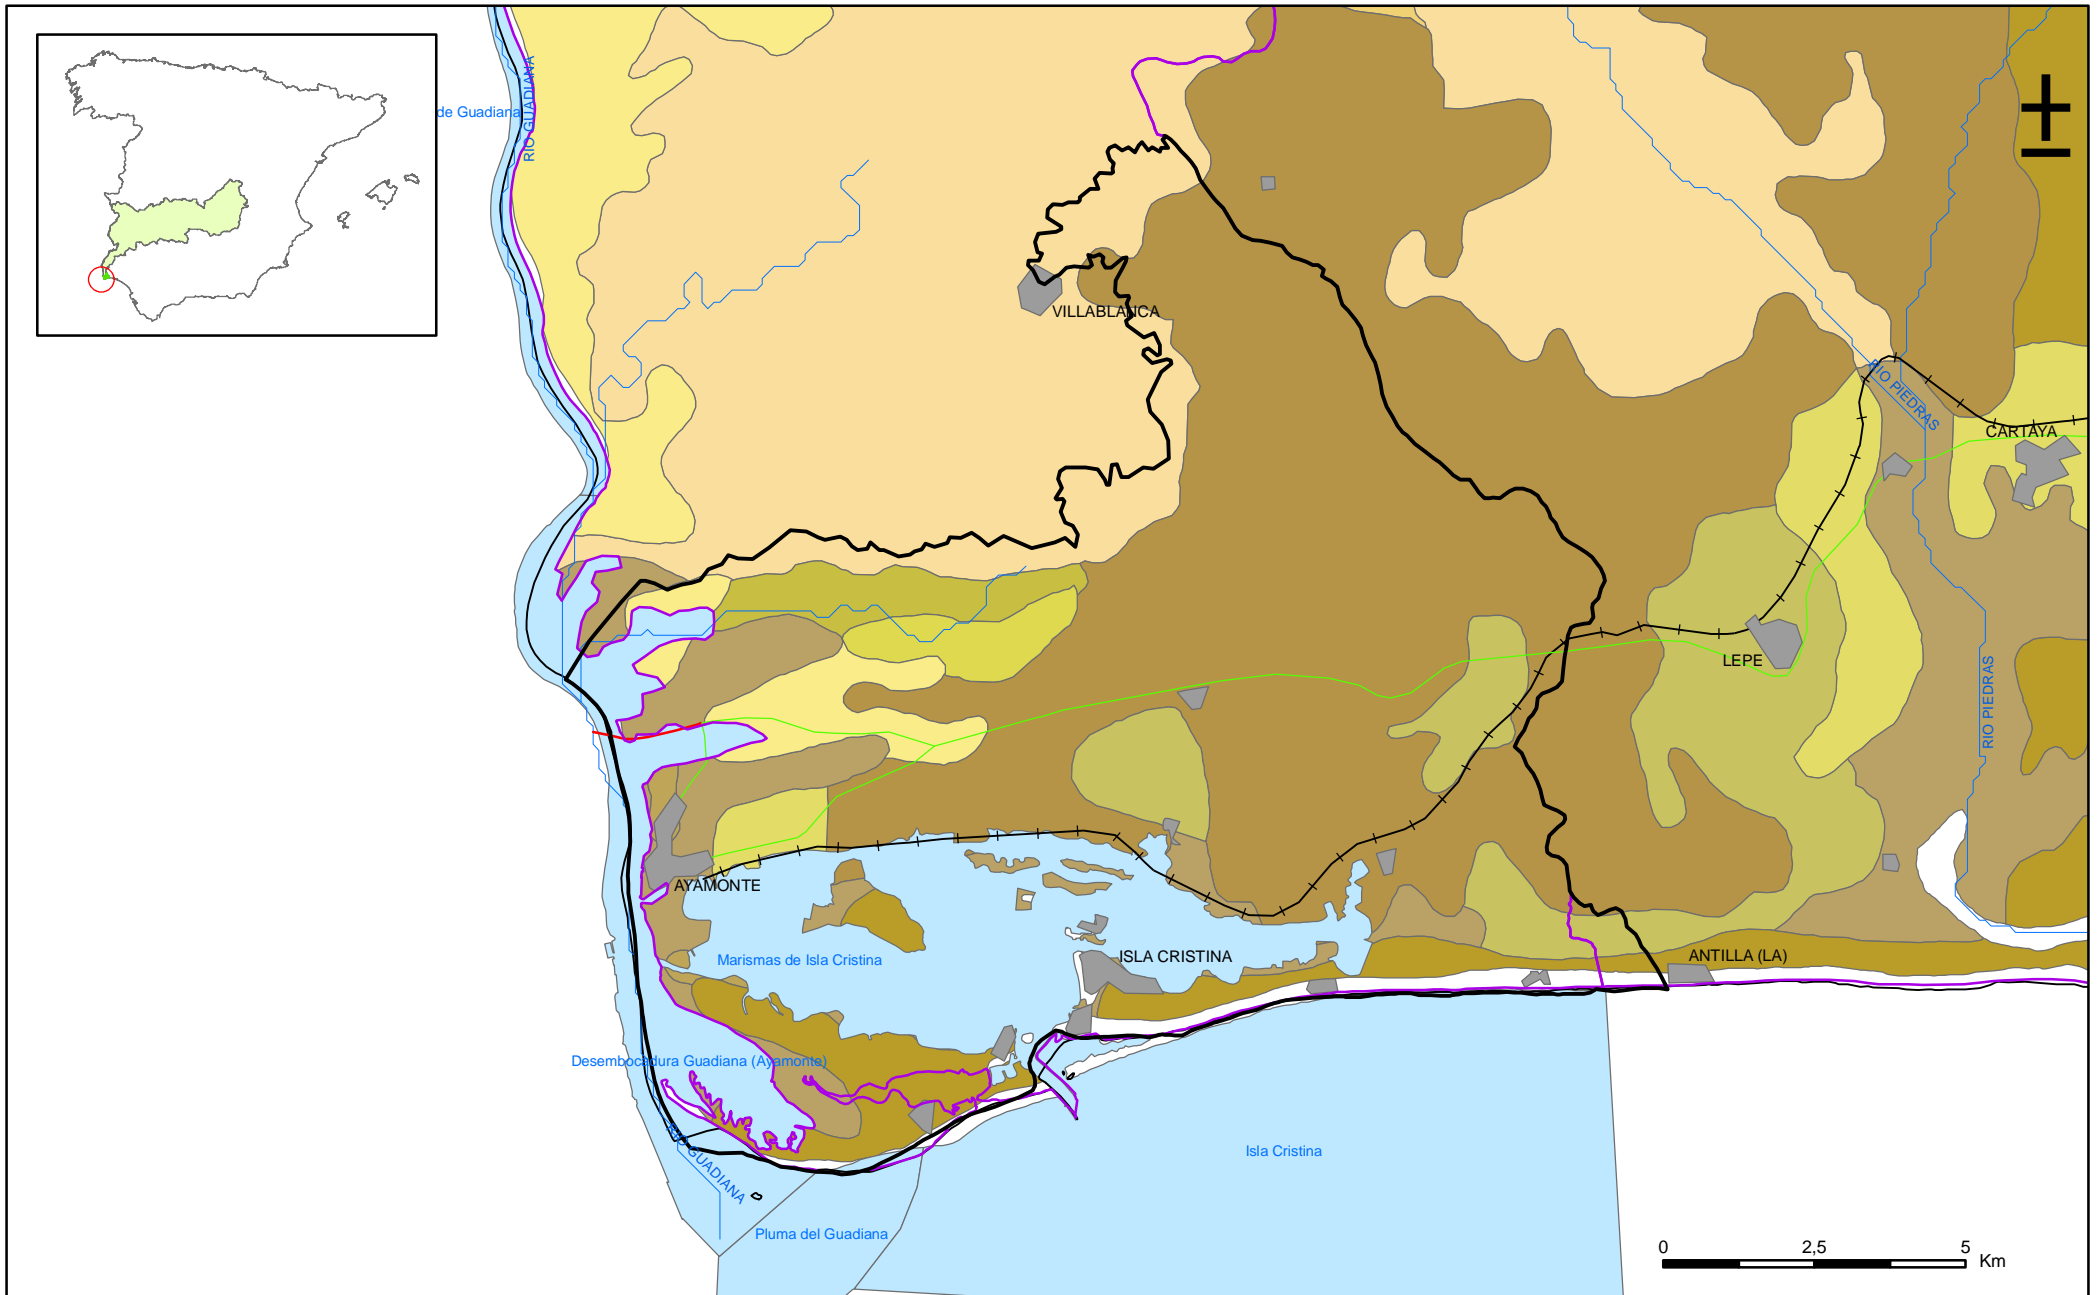 de Guadiana
RIO GUADIANA
VILLABLANCA
RIO PIEDRAS
CARTAYA
LEPE
RIO PIEDRAS
AYAMONTE
Marismas de Isla Cristina
ISLA CRISTINA
ANTILLA (LA)
Desembocadura Guadiana (Ayamonte)
RIO GUADIANA
Isla Cristina
Pluma del Guadiana
0 2,5 5
Km